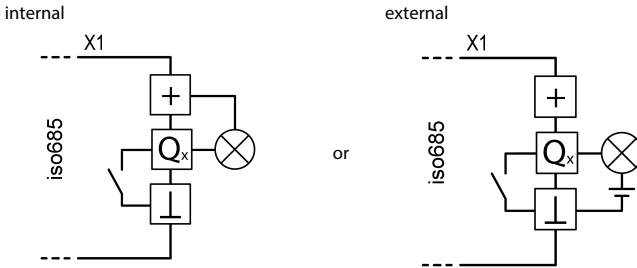 internal
X1
+
iso685
Qx
⊥
or
external
X1
+
iso685
Qx
⊥